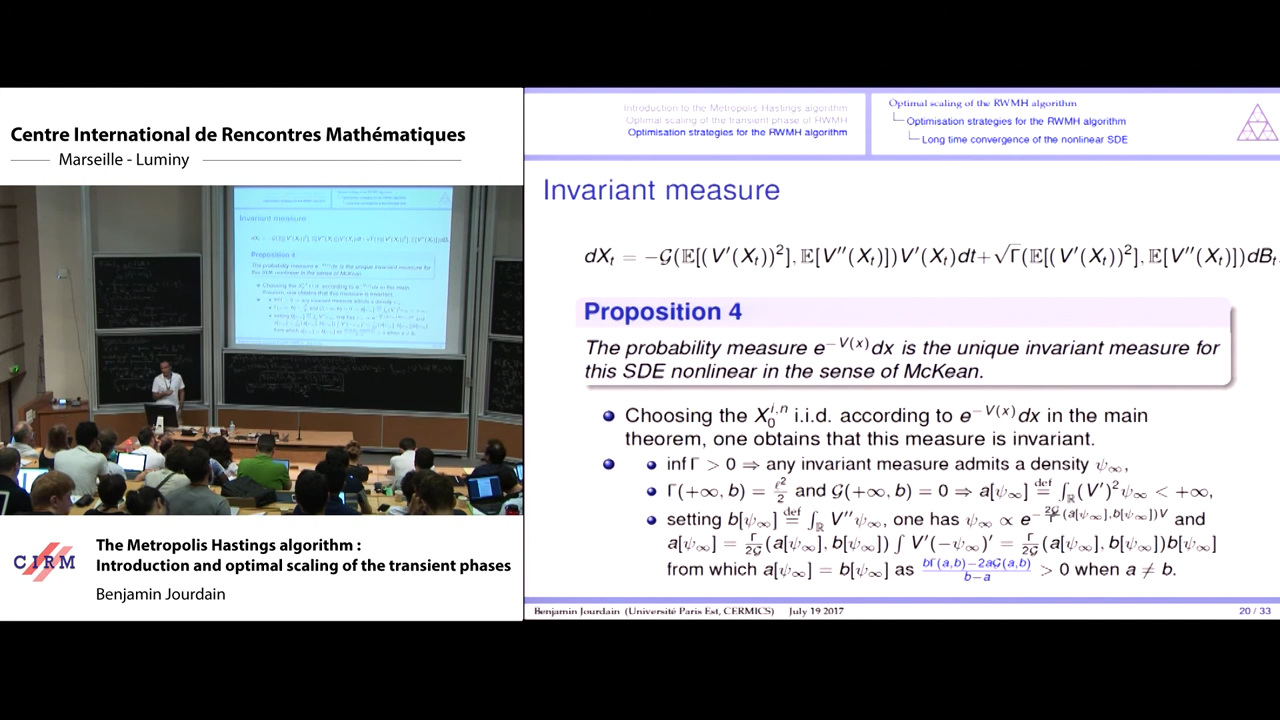 Centre International de Rencontres Mathématiques
Marseille - Luminy
CIRM
The Metropolis Hastings algorithm :
Introduction and optimal scaling of the transient phases
Benjamin Jourdain
Introduction to the Metropolis Hastings algorithm
Optimal scaling of the transient phase of RWMH
Optimisation strategies for the RWMH algorithm
Optimal scaling of the RWMH algorithm
Optimisation strategies for the RWMH algorithm
Long time convergence of the nonlinear SDE
Invariant measure
dX_t = −𝒢(𝔼[(V′(X_t))²], 𝔼[V″(X_t)])V′(X_t)dt+√Γ(𝔼[(V′(X_t))²], 𝔼[V″(X_t)])dB_t.
Proposition 4
The probability measure e^{−V(x)}dx is the unique invariant measure for
this SDE nonlinear in the sense of McKean.
Choosing the X_0^{i,n} i.i.d. according to e^{−V(x)}dx in the main
theorem, one obtains that this measure is invariant.
inf Γ > 0 ⇒ any invariant measure admits a density ψ_∞,
Γ(+∞, b) = ℓ²/2 and 𝒢(+∞, b) = 0 ⇒ a[ψ_∞] def= ∫_ℝ(V′)²ψ_∞ < +∞,
setting b[ψ_∞] def= ∫_ℝ V″ψ_∞, one has ψ_∞ ∝ e^{−(2𝒢/Γ)(a[ψ_∞],b[ψ_∞])V} and
a[ψ_∞] = Γ/2𝒢(a[ψ_∞], b[ψ_∞]) ∫ V′(−ψ_∞)′ = Γ/2𝒢(a[ψ_∞], b[ψ_∞])b[ψ_∞]
from which a[ψ_∞] = b[ψ_∞] as (bΓ(a,b)−2a𝒢(a,b))/(b−a) > 0 when a ≠ b.
Benjamin Jourdain (Université Paris Est, CERMICS) July 19 2017 20 / 33